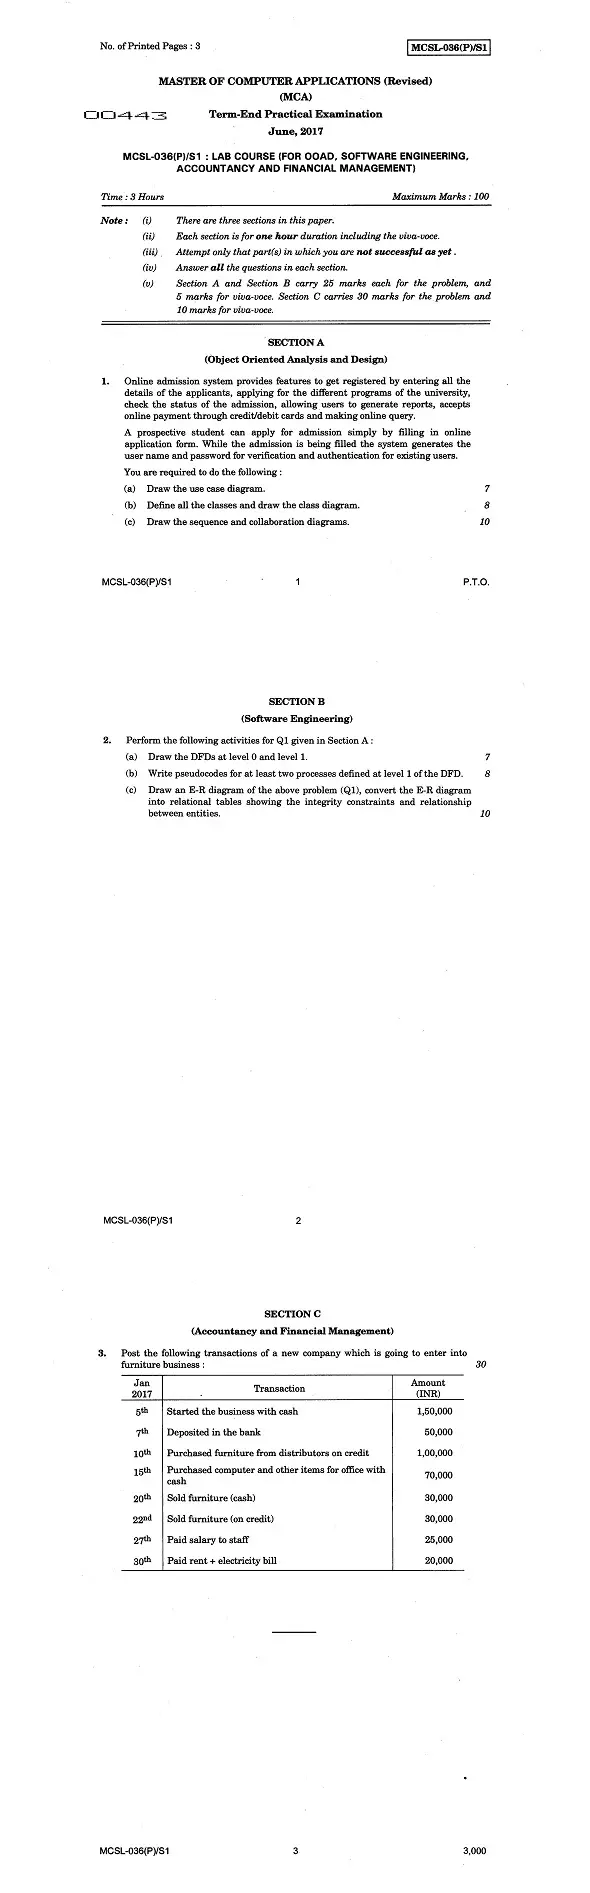 No. of Printed Pages : 3
MCSL-036(P)/S1
MASTER OF COMPUTER APPLICATIONS (Revised)
(MCA)
00443
Term-End Practical Examination
June, 2017
MCSL-036(P)/S1 : LAB COURSE (FOR OOAD, SOFTWARE ENGINEERING,
ACCOUNTANCY AND FINANCIAL MANAGEMENT)
Time : 3 Hours Maximum Marks : 100
Note : (i) There are three sections in this paper.
(ii) Each section is for one hour duration including the viva-voce.
(iii) Attempt only that part(s) in which you are not successful as yet .
(iv) Answer all the questions in each section.
(v) Section A and Section B carry 25 marks each for the problem, and
5 marks for viva-voce. Section C carries 30 marks for the problem and
10 marks for viva-voce.
SECTION A
(Object Oriented Analysis and Design)
1. Online admission system provides features to get registered by entering all the
details of the applicants, applying for the different programs of the university,
check the status of the admission, allowing users to generate reports, accepts
online payment through credit/debit cards and making online query.
A prospective student can apply for admission simply by filling in online
application form. While the admission is being filled the system generates the
user name and password for verification and authentication for existing users.
You are required to do the following :
(a) Draw the use case diagram. 7
(b) Define all the classes and draw the class diagram. 8
(c) Draw the sequence and collaboration diagrams. 10
MCSL-036(P)/S1 1 P.T.O.
SECTION B
(Software Engineering)
2. Perform the following activities for Q1 given in Section A :
(a) Draw the DFDs at level 0 and level 1. 7
(b) Write pseudocodes for at least two processes defined at level 1 of the DFD. 8
(c) Draw an E-R diagram of the above problem (Q1), convert the E-R diagram
into relational tables showing the integrity constraints and relationship
between entities. 10
MCSL-036(P)/S1 2
SECTION C
(Accountancy and Financial Management)
3. Post the following transactions of a new company which is going to enter into
furniture business : 30
Jan
2017
Transaction
Amount
(INR)
5th Started the business with cash 1,50,000
7th Deposited in the bank 50,000
10th Purchased furniture from distributors on credit 1,00,000
15th Purchased computer and other items for office with
cash 70,000
20th Sold furniture (cash) 30,000
22nd Sold furniture (on credit) 30,000
27th Paid salary to staff 25,000
30th Paid rent + electricity bill 20,000
MCSL-036(P)/S1 3 3,000